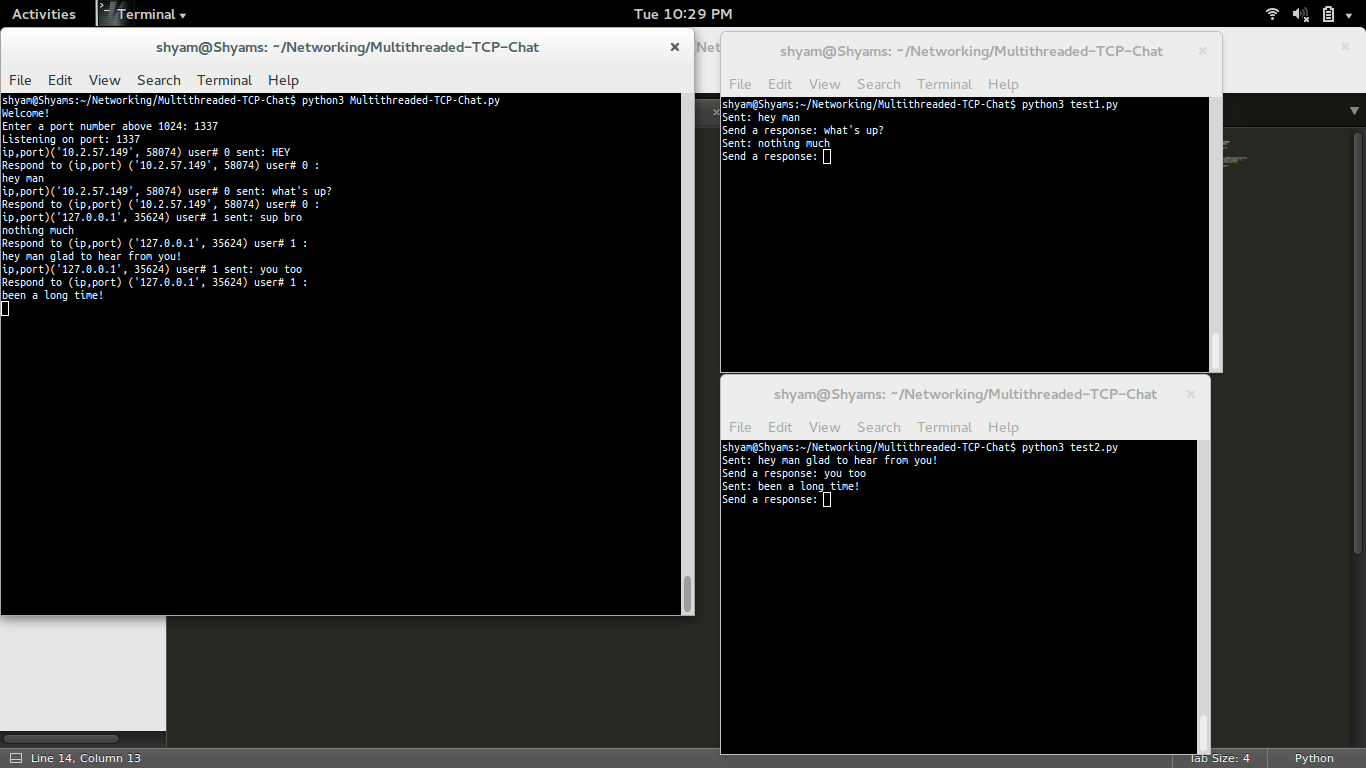 Activities
Terminal
Tue 10:29 PM
shyam@Shyams: ~/Networking/Multithreaded-TCP-Chat
File Edit View Search Terminal Help
shyam@Shyams:~/Networking/Multithreaded-TCP-Chat$ python3 Multithreaded-TCP-Chat.py
Welcome!
Enter a port number above 1024: 1337
Listening on port: 1337
ip,port)('10.2.57.149', 58074) user# 0 sent: HEY
Respond to (ip,port) ('10.2.57.149', 58074) user# 0 :
hey man
ip,port)('10.2.57.149', 58074) user# 0 sent: what's up?
Respond to (ip,port) ('10.2.57.149', 58074) user# 0 :
ip,port)('127.0.0.1', 35624) user# 1 sent: sup bro
nothing much
Respond to (ip,port) ('127.0.0.1', 35624) user# 1 :
hey man glad to hear from you!
ip,port)('127.0.0.1', 35624) user# 1 sent: you too
Respond to (ip,port) ('127.0.0.1', 35624) user# 1 :
been a long time!
/Net
shyam@Shyams: ~/Networking/Multithreaded-TCP-Chat
File Edit View Search Terminal Help
shyam@Shyams:~/Networking/Multithreaded-TCP-Chat$ python3 test1.py
Sent: hey man
Send a response: what's up?
Sent: nothing much
Send a response:
shyam@Shyams: ~/Networking/Multithreaded-TCP-Chat
File Edit View Search Terminal Help
shyam@Shyams:~/Networking/Multithreaded-TCP-Chat$ python3 test2.py
Sent: hey man glad to hear from you!
Send a response: you too
Sent: been a long time!
Send a response:
Line 14, Column 13
Tab Size: 4
Python